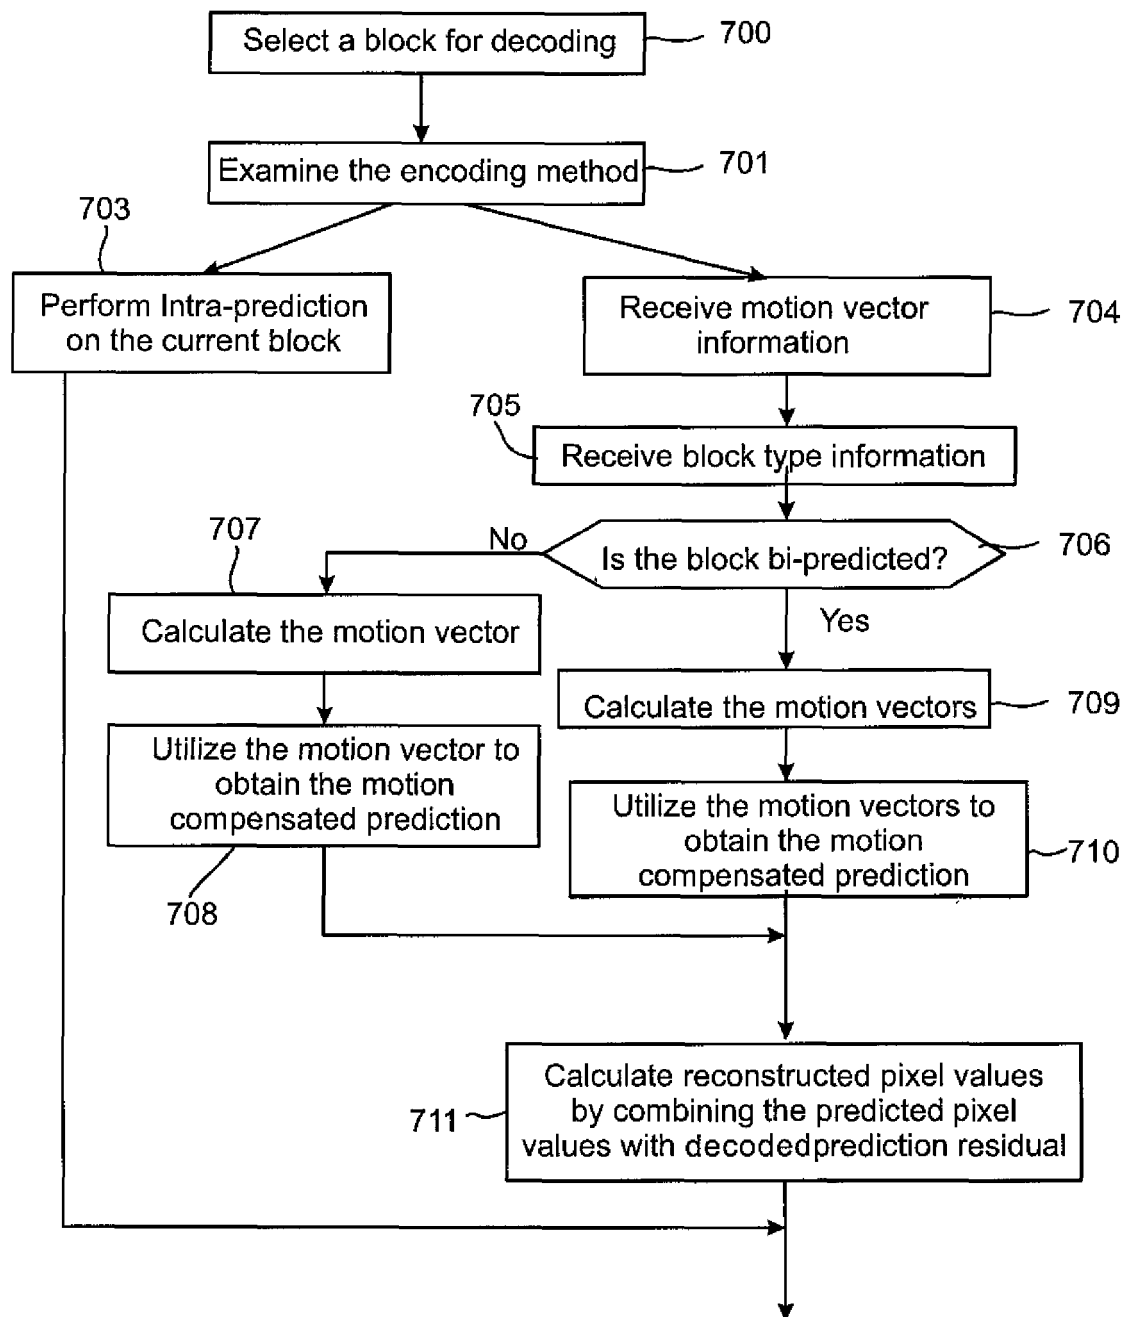 Select a block for decoding
700
Examine the encoding method
701
703
Perform Intra-prediction
on the current block
Receive motion vector
information
704
705
Receive block type information
707
No
Is the block bi-predicted?
706
Yes
Calculate the motion vector
Calculate the motion vectors
709
Utilize the motion vector to
obtain the motion
compensated prediction
708
Utilize the motion vectors to
obtain the motion
compensated prediction
710
Calculate reconstructed pixel values
by combining the predicted pixel
values with decodedprediction residual
711